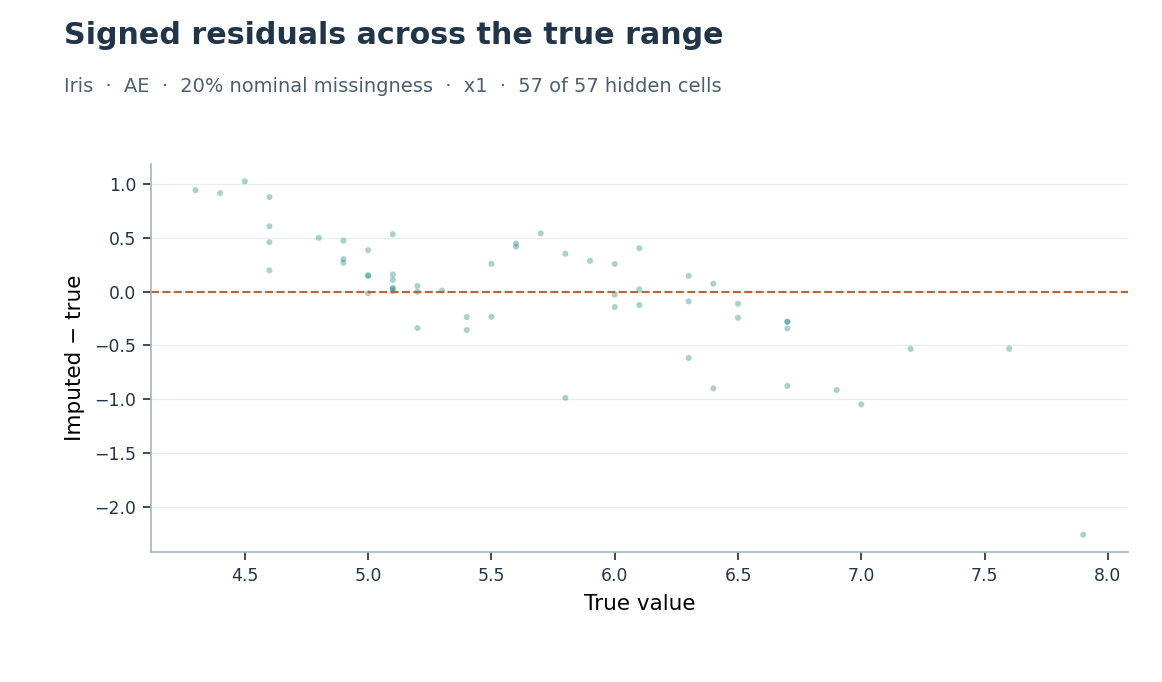 Signed residuals across the true range
Iris · AE · 20% nominal missingness · x1 · 57 of 57 hidden cells
Imputed − true
1.0
0.5
0.0
−0.5
−1.0
−1.5
−2.0
4.5 5.0 5.5 6.0 6.5 7.0 7.5 8.0
True value